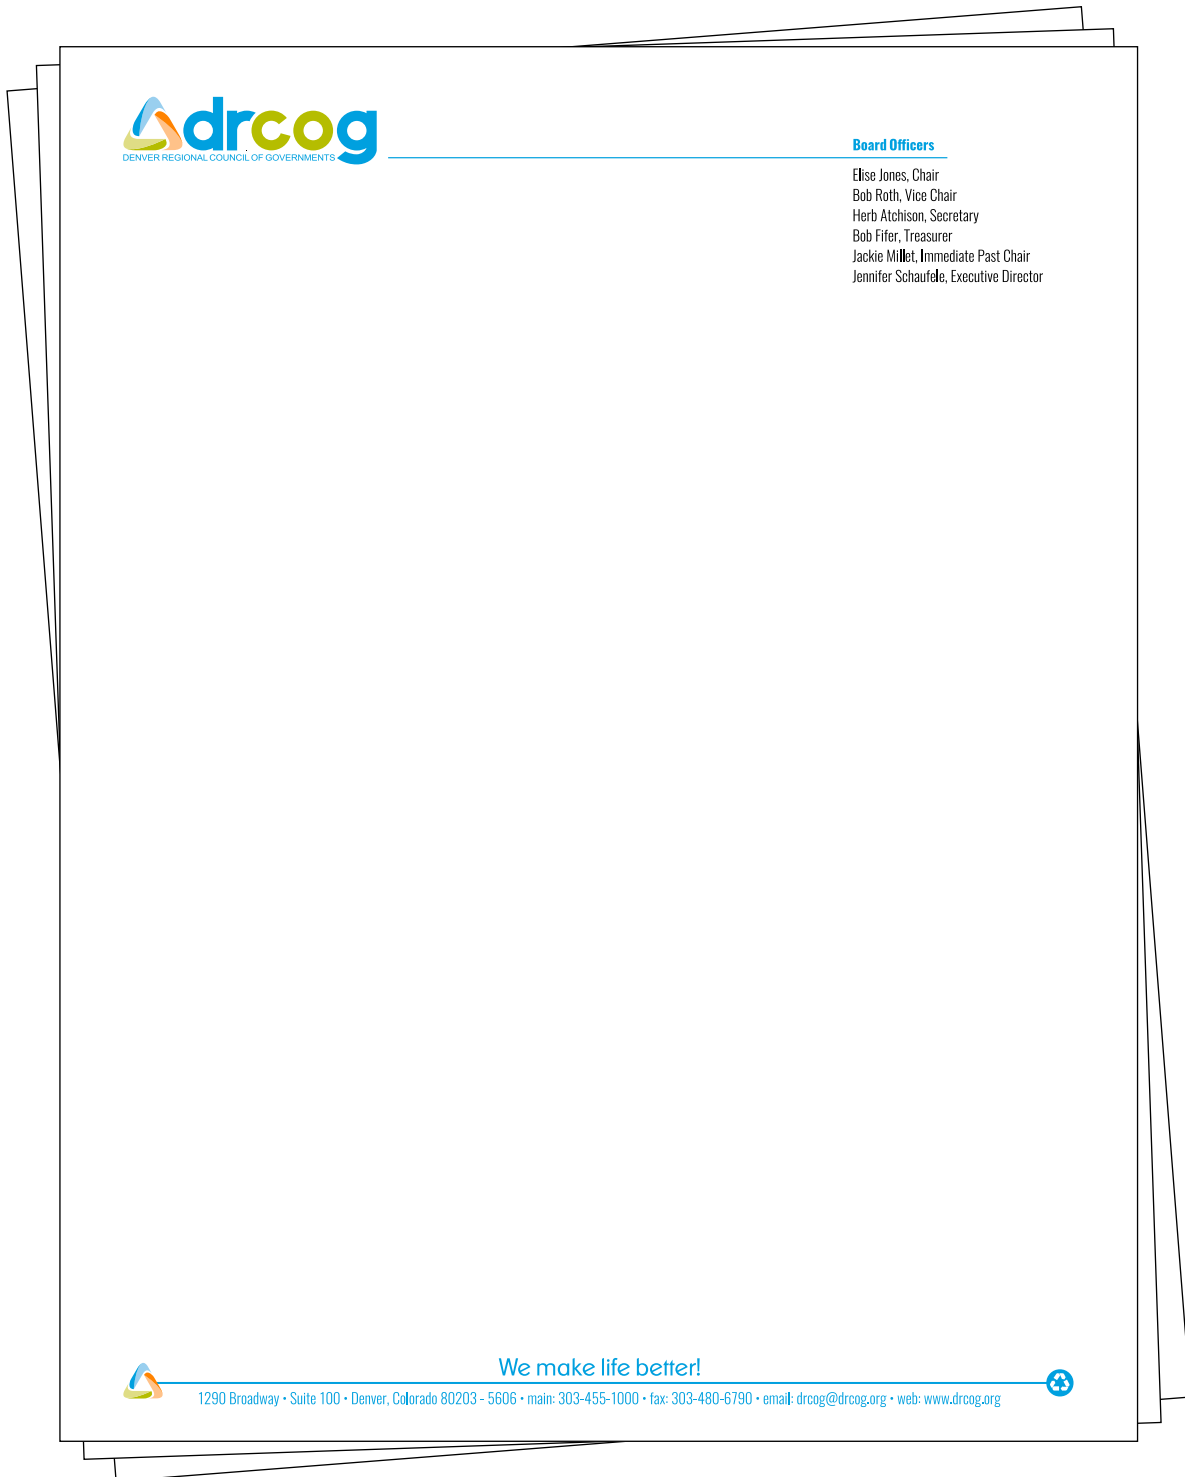 drcog
DENVER REGIONAL COUNCIL OF GOVERNMENTS
Board Officers
Elise Jones, Chair
Bob Roth, Vice Chair
Herb Atchison, Secretary
Bob Fifer, Treasurer
Jackie Millet, Immediate Past Chair
Jennifer Schaufele, Executive Director
We make life better!
1290 Broadway • Suite 100 • Denver, Colorado 80203 - 5606 • main: 303-455-1000 • fax: 303-480-6790 • email: drcog@drcog.org • web: www.drcog.org